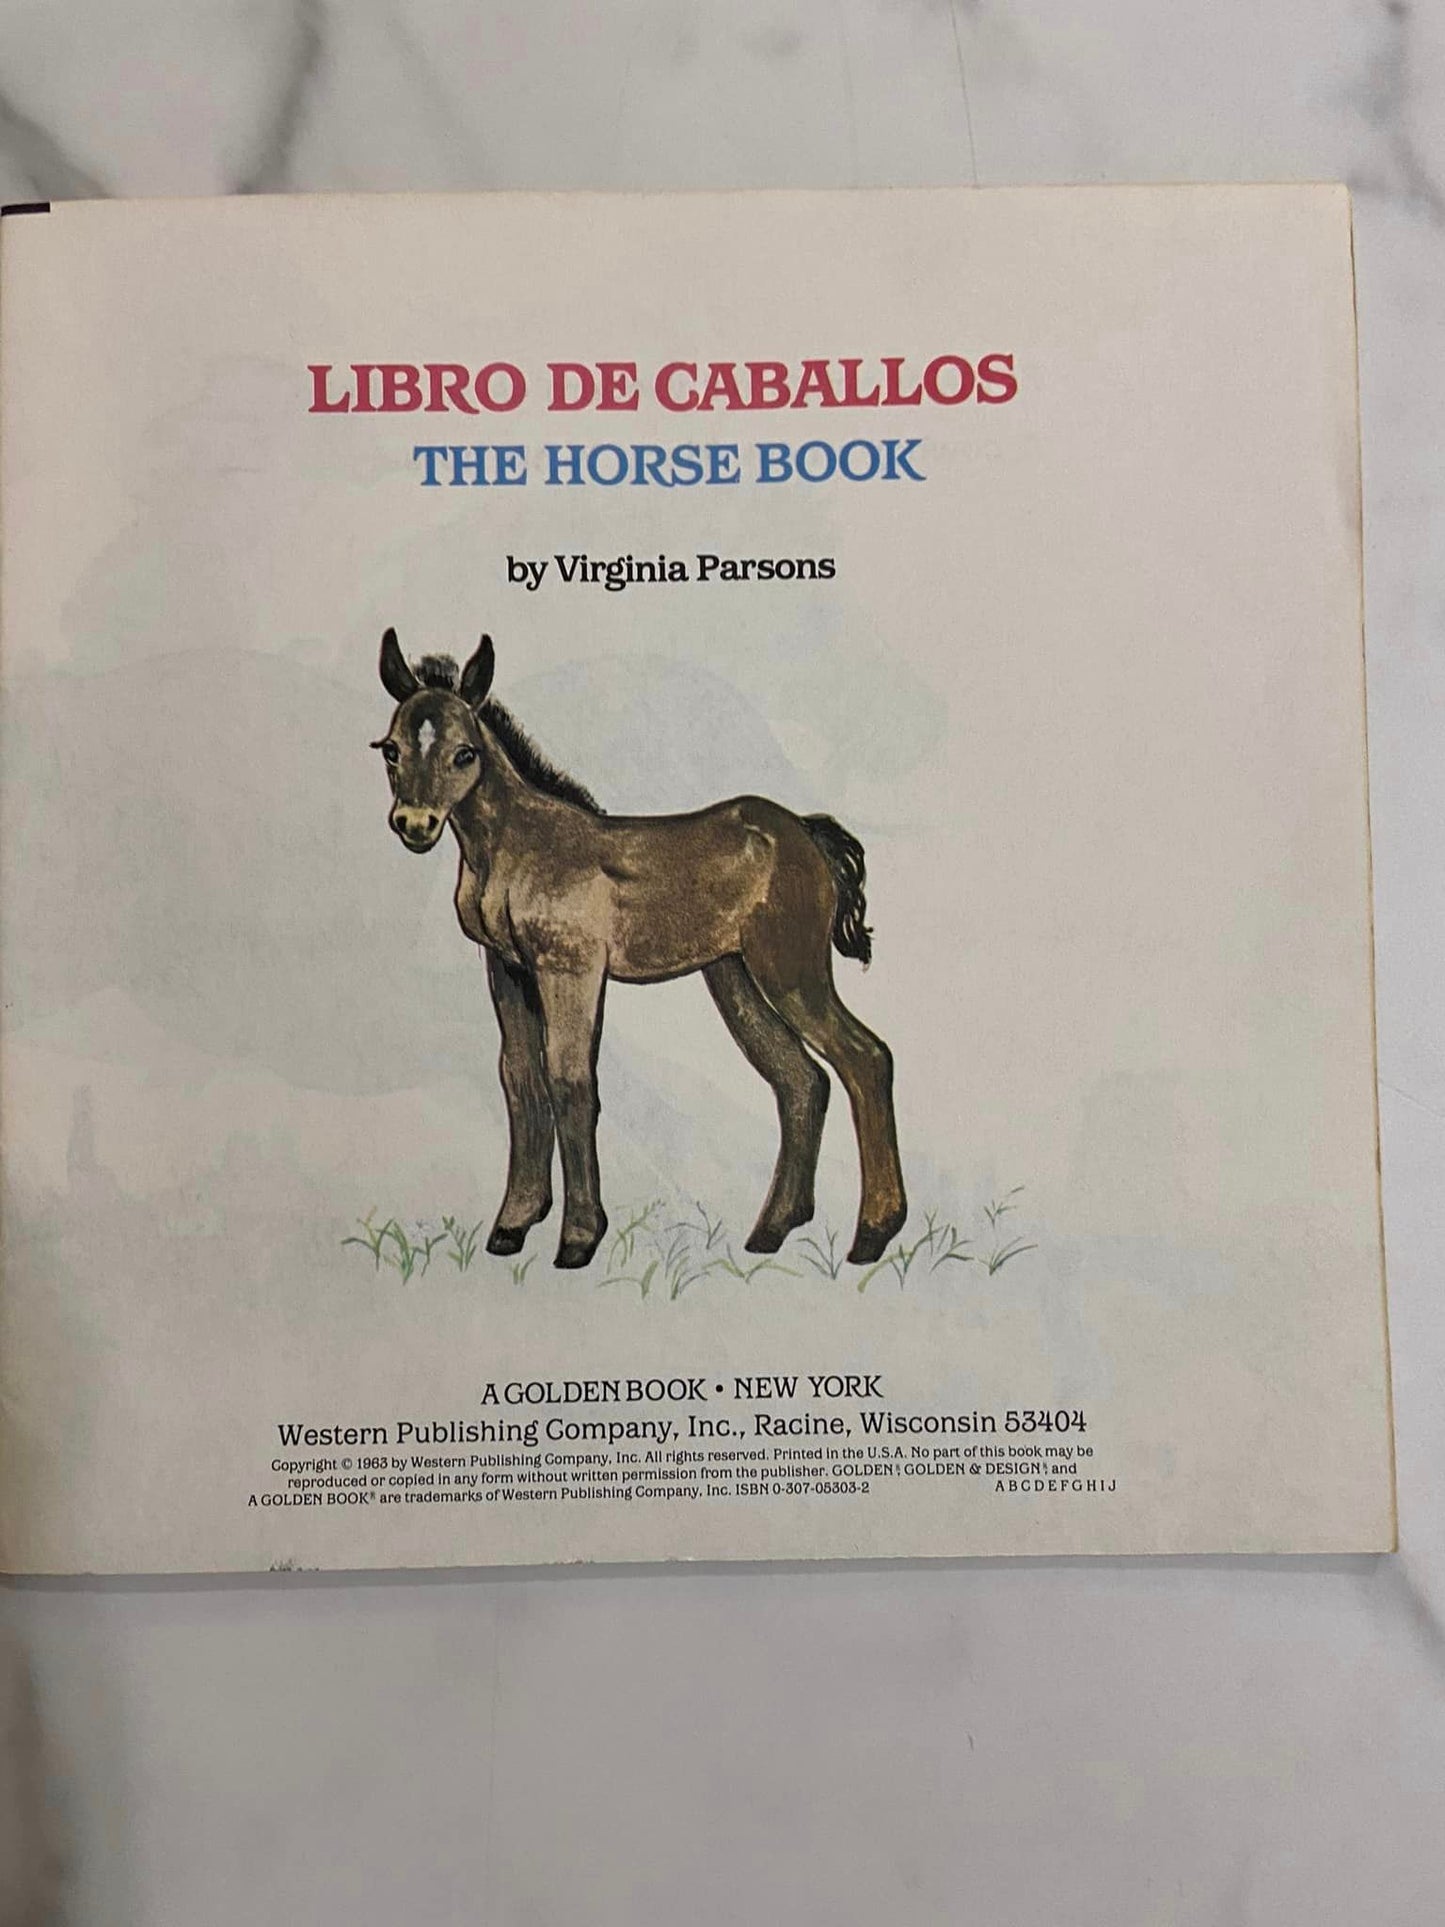 LIBRO DE CABALLOS
THE HORSE BOOK
by Virginia Parsons
A GOLDEN BOOK • NEW YORK
Western Publishing Company, Inc., Racine, Wisconsin 53404
Copyright © 1963 by Western Publishing Company, Inc. All rights reserved. Printed in the U.S.A. No part of this book may be
reproduced or copied in any form without written permission from the publisher. GOLDEN®, GOLDEN & DESIGN®, and
A GOLDEN BOOK® are trademarks of Western Publishing Company, Inc. ISBN 0-307-05303-2 A B C D E F G H I J